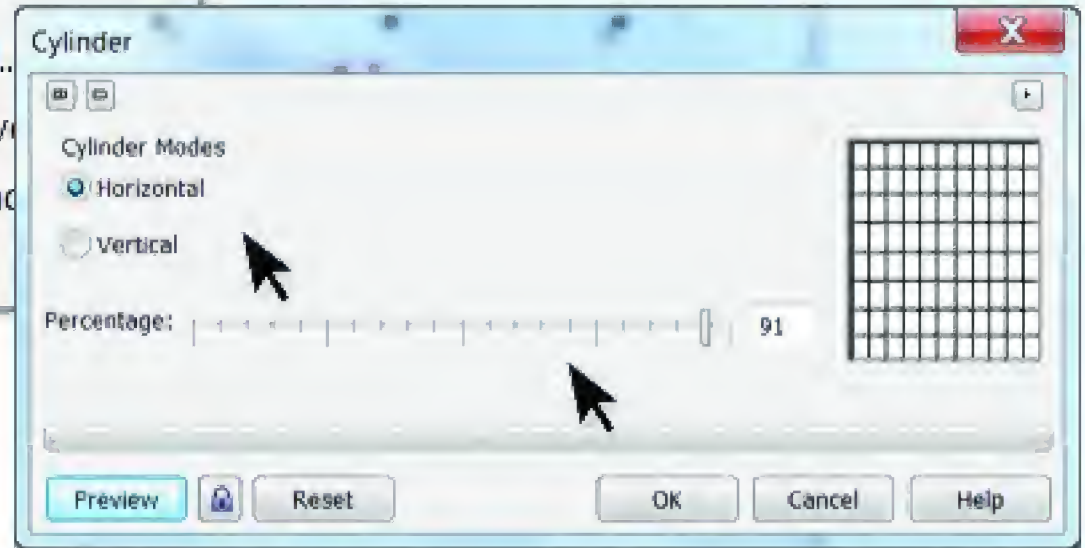 Cylinder
Cylinder Modes
Horizontal
Vertical
Percentage: 91
Preview Reset OK Cancel Help